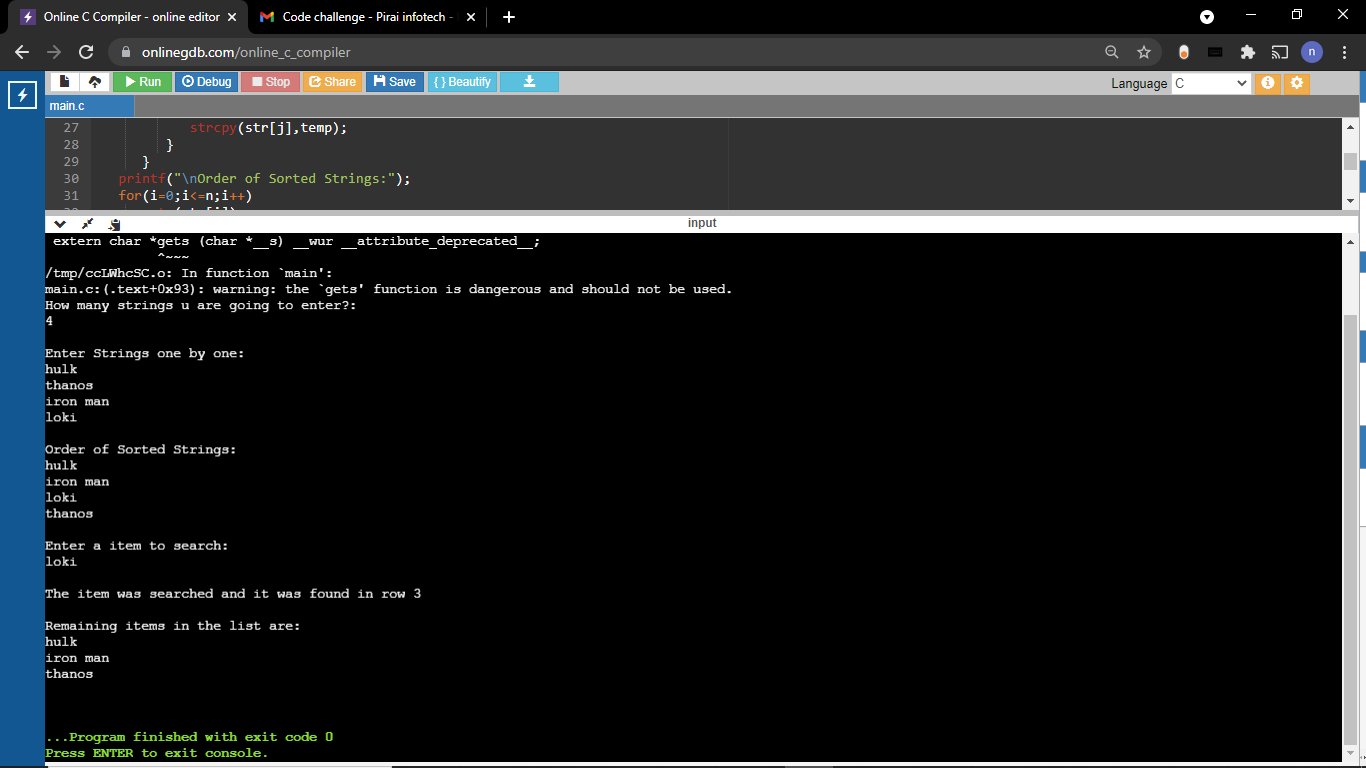 Online C Compiler - online editor
Code challenge - Pirai infotech -
onlinegdb.com/online_c_compiler
n
Run Debug Stop Share Save { } Beautify
Language C
main.c
27 strcpy(str[j],temp);
28 }
29 }
30 printf("\nOrder of Sorted Strings:");
31 for(i=0;i<=n;i++)
input
extern char *gets (char *__s) __wur __attribute_deprecated__;
^~~~
/tmp/ccLWhcSC.o: In function `main':
main.c:(.text+0x93): warning: the `gets' function is dangerous and should not be used.
How many strings u are going to enter?:
4
Enter Strings one by one:
hulk
thanos
iron man
loki
Order of Sorted Strings:
hulk
iron man
loki
thanos
Enter a item to search:
loki
The item was searched and it was found in row 3
Remaining items in the list are:
hulk
iron man
thanos
...Program finished with exit code 0
Press ENTER to exit console.